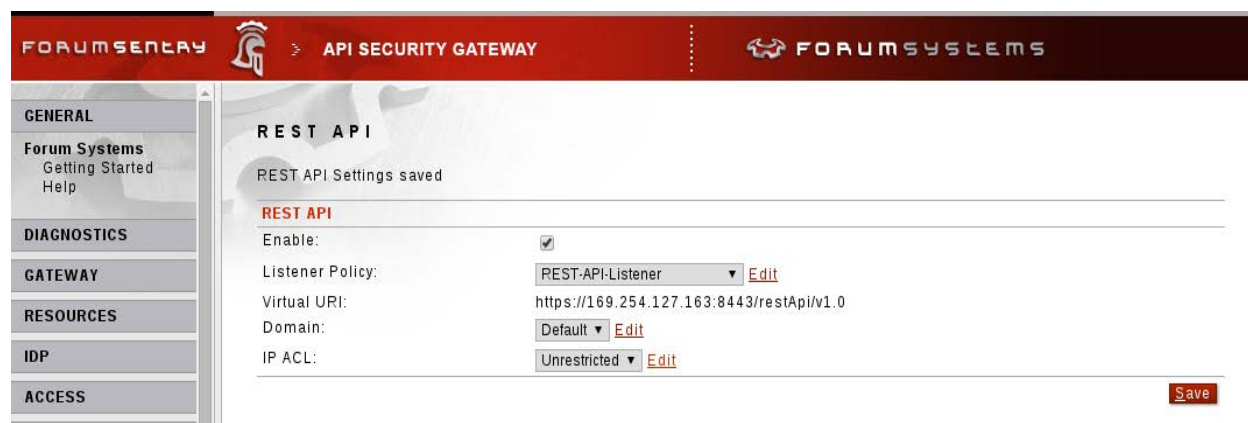 FORUMSENTRY > API SECURITY GATEWAY FORUMSYSTEMS
GENERAL
Forum Systems
Getting Started
Help
DIAGNOSTICS
GATEWAY
RESOURCES
IDP
ACCESS
REST API
REST API Settings saved
REST API
Enable:
Listener Policy: REST-API-Listener ▼ Edit
Virtual URI: https://169.254.127.163:8443/restApi/v1.0
Domain: Default ▼ Edit
IP ACL: Unrestricted ▼ Edit
Save